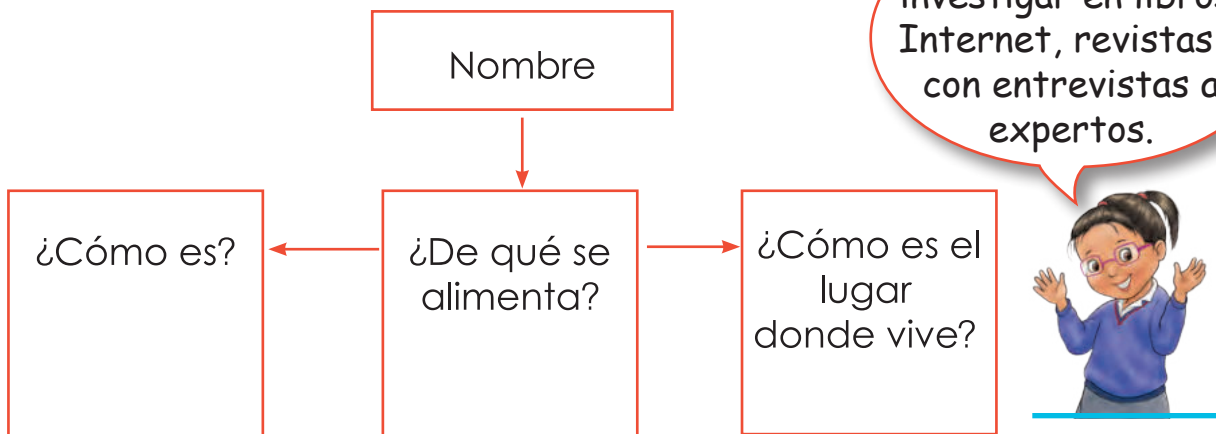 Nombre
Internet, revistas
con entrevistas a
expertos.
¿Cómo es?
¿De qué se
alimenta?
¿Cómo es el
lugar
donde vive?